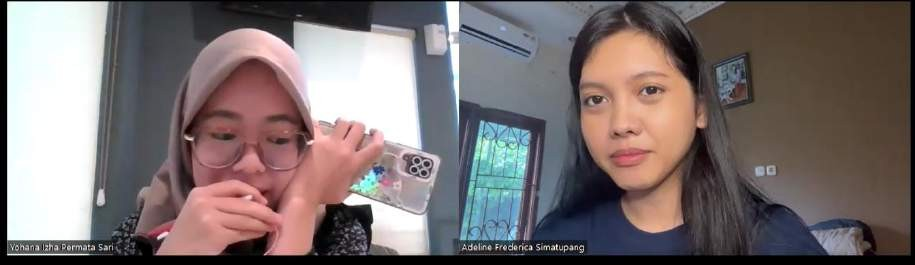 Yohana Izha Permata Sari
Adeline Frederica Simatupang